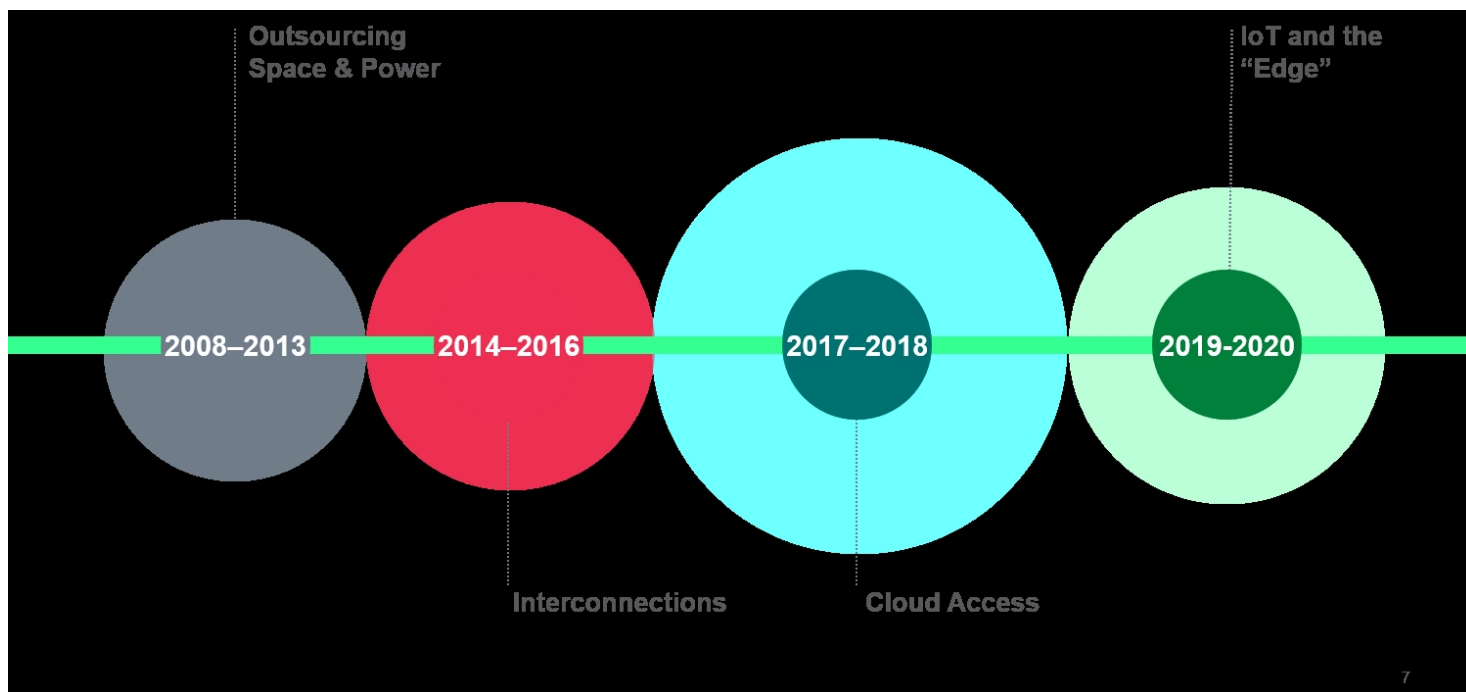 Outsourcing
Space & Power
IoT and the
“Edge”
2008–2013
2014–2016
2017–2018
2019-2020
Interconnections
Cloud Access
7